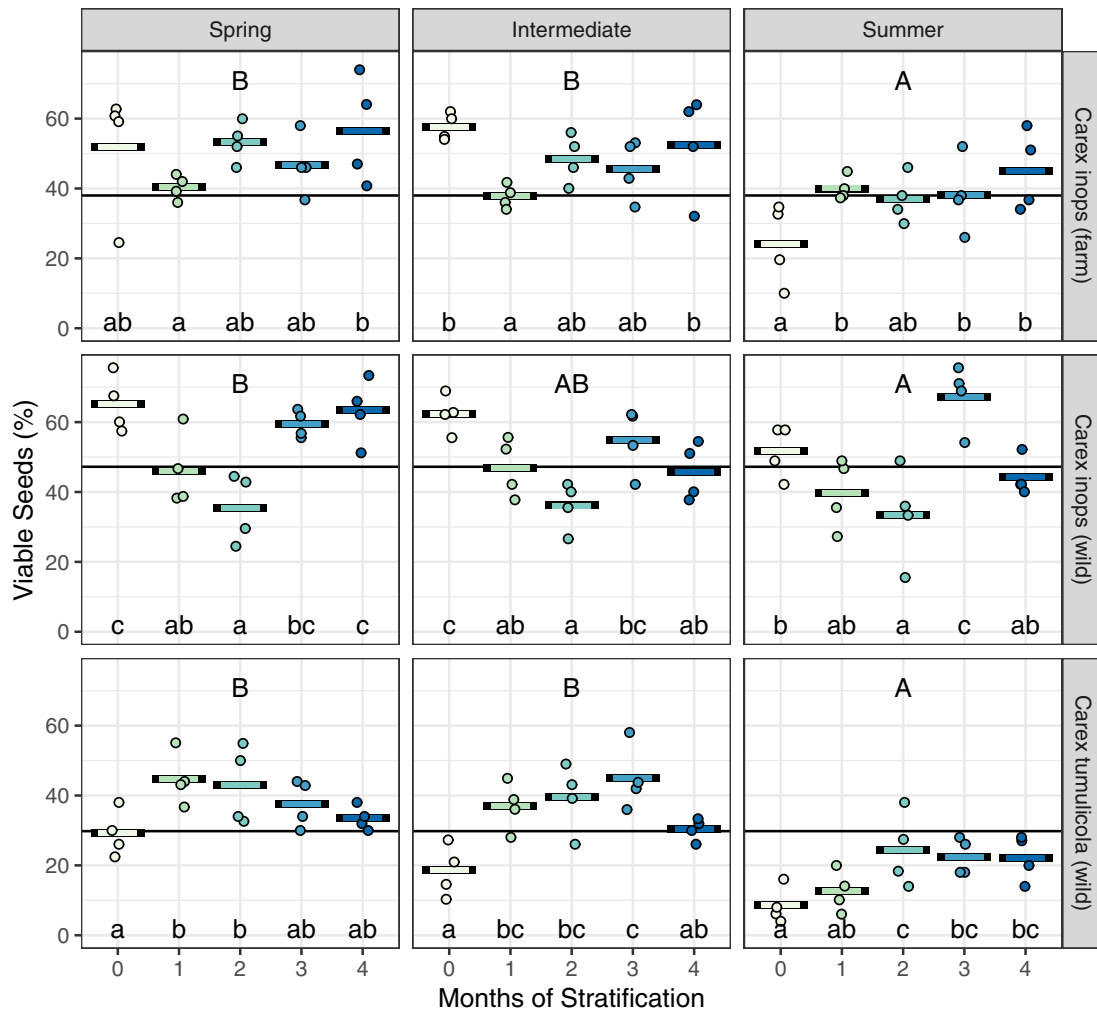 Spring Intermediate Summer
B B A
60
40
20
0
ab a ab ab b b a ab ab b a b ab b b
Carex inops (farm)
B AB A
60
40
20
0
c ab a bc c c ab a bc ab b ab a c ab
Carex inops (wild)
Viable Seeds (%)
B B A
60
40
20
0
a b b ab ab a bc bc c ab a ab c bc bc
Carex tumulicola (wild)
0 1 2 3 4 0 1 2 3 4 0 1 2 3 4
Months of Stratification